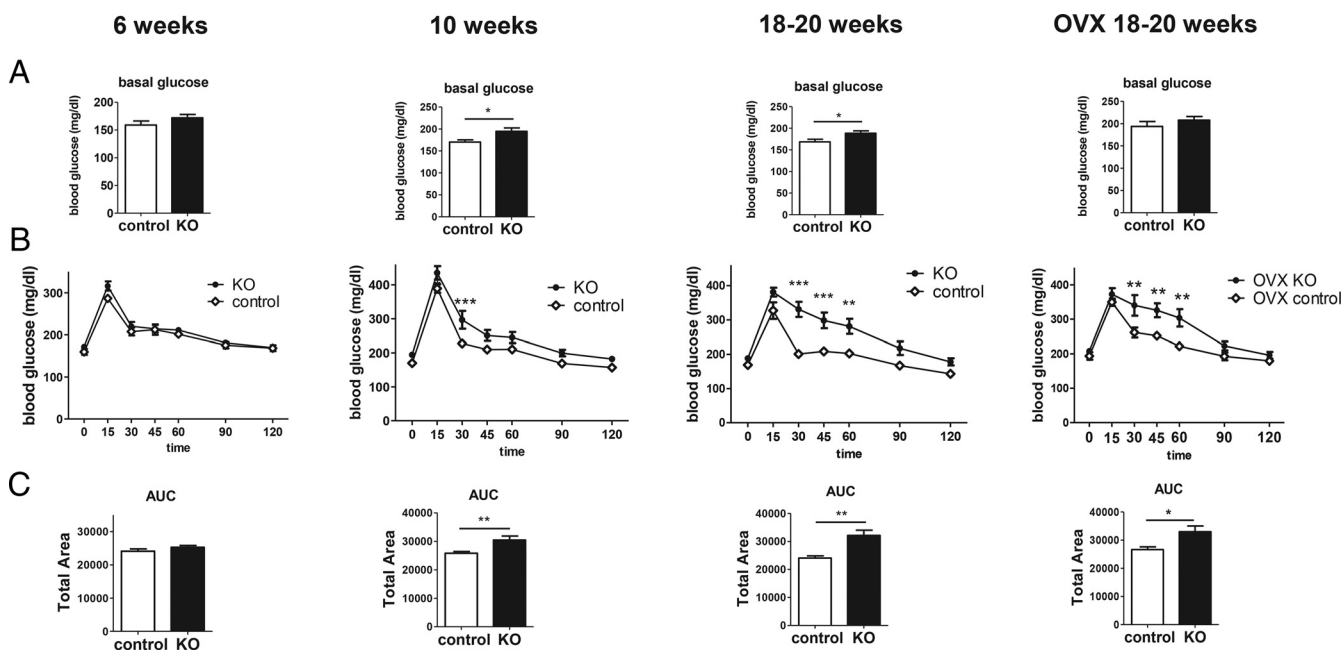 6 weeks
10 weeks
18-20 weeks
OVX 18-20 weeks
A
basal glucose
blood glucose (mg/dl)
200
150
100
50
0
control KO
basal glucose
blood glucose (mg/dl)
250
200
150
100
50
0
*
control KO
basal glucose
blood glucose (mg/dl)
250
200
150
100
50
0
*
control KO
basal glucose
blood glucose (mg/dl)
250
200
150
100
50
0
control KO
B
blood glucose (mg/dl)
300
200
100
0
KO
control
0 15 30 45 60 90 120
time
blood glucose (mg/dl)
400
300
200
100
0
***
KO
control
0 15 30 45 60 90 120
time
blood glucose (mg/dl)
400
300
200
100
0
*** *** **
KO
control
0 15 30 45 60 90 120
time
blood glucose (mg/dl)
400
300
200
100
0
** ** **
OVX KO
OVX control
0 15 30 45 60 90 120
time
C
AUC
Total Area
30000
20000
10000
0
control KO
AUC
Total Area
40000
30000
20000
10000
0
**
control KO
AUC
Total Area
40000
30000
20000
10000
0
**
control KO
AUC
Total Area
40000
30000
20000
10000
0
*
control KO